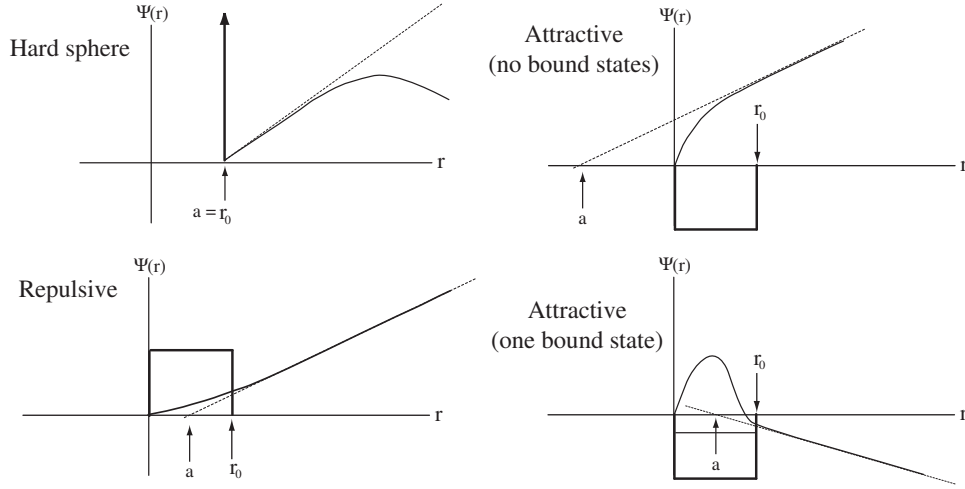 Ψ(r)
Hard sphere
r
a = r₀
Ψ(r)
Attractive
(no bound states)
r₀
r
a
Ψ(r)
Repulsive
r
a
r₀
Ψ(r)
Attractive
(one bound state)
r₀
r
a